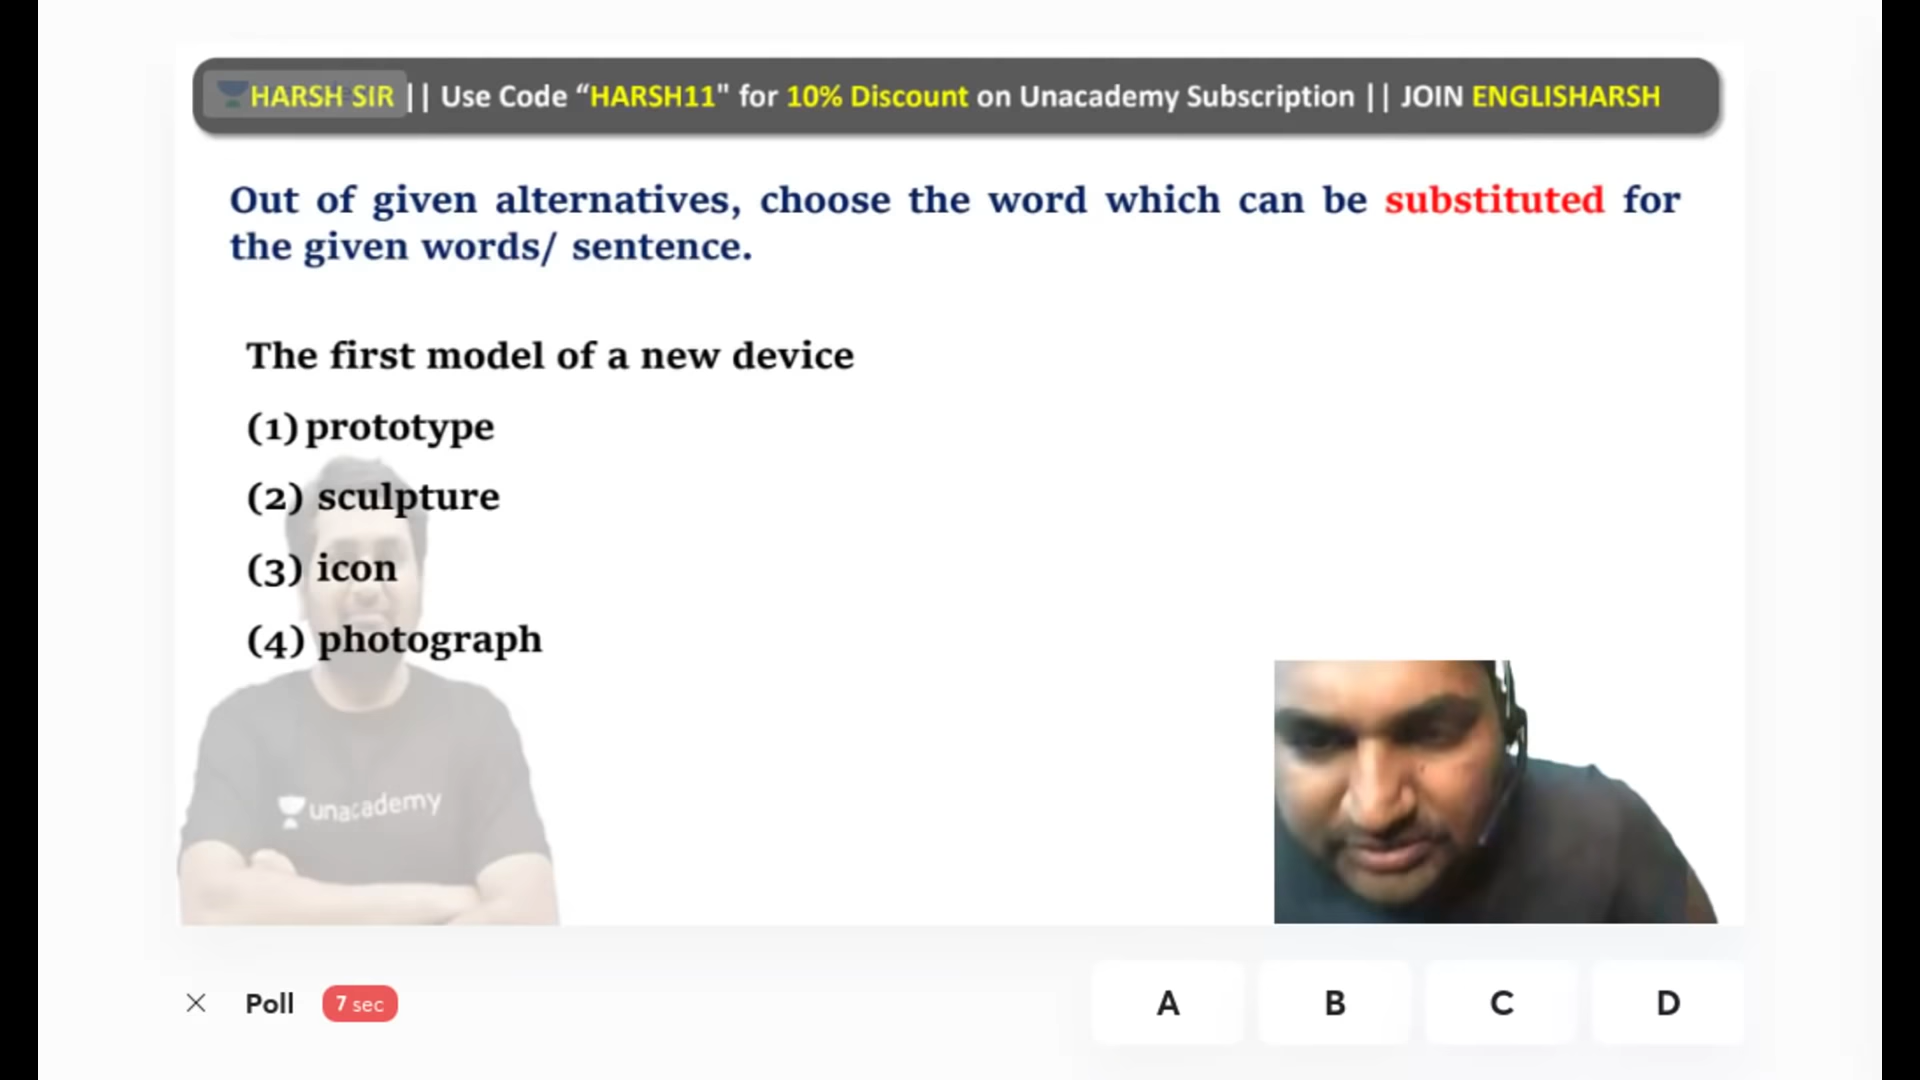 HARSH SIR || Use Code “HARSH11" for 10% Discount on Unacademy Subscription || JOIN ENGLISHARSH
Out of given alternatives, choose the word which can be substituted for
the given words/ sentence.
The first model of a new device
(1) prototype
(2) sculpture
(3) icon
(4) photograph
unacademy
Poll 7 sec A B C D